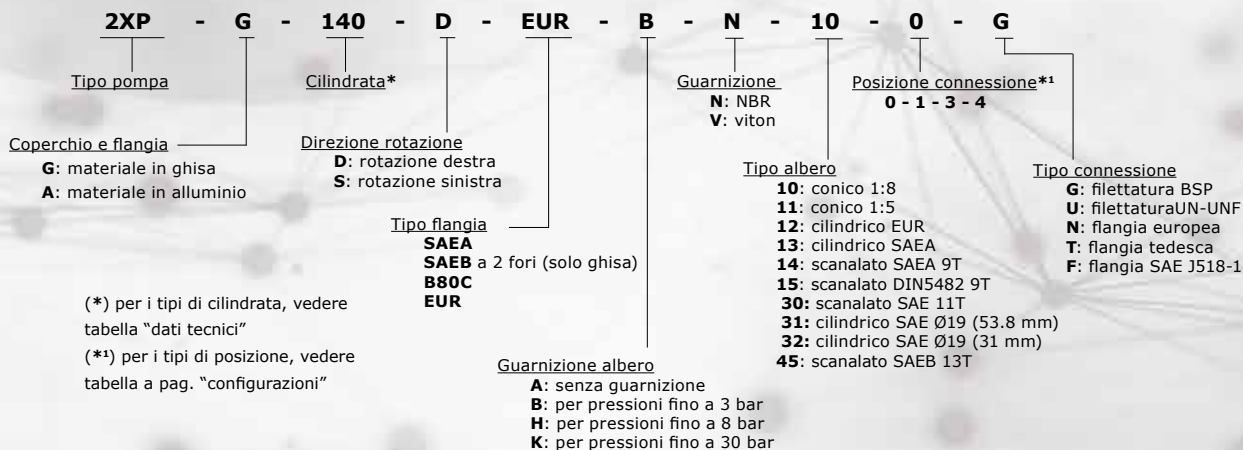 2XP - G - 140 - D - EUR - B - N - 10 - 0 - G
Tipo pompa
Cilindrata*
Guarnizione
N: NBR
V: viton
Posizione connessione*¹
0 - 1 - 3 - 4
Coperchio e flangia
G: materiale in ghisa
A: materiale in alluminio
Direzione rotazione
D: rotazione destra
S: rotazione sinistra
Tipo flangia
SAEA
SAEB a 2 fori (solo ghisa)
B80C
EUR
Tipo albero
10: conico 1:8
11: conico 1:5
12: cilindrico EUR
13: cilindrico SAEA
14: scanalato SAEA 9T
15: scanalato DIN5482 9T
30: scanalato SAE 11T
31: cilindrico SAE Ø19 (53.8 mm)
32: cilindrico SAE Ø19 (31 mm)
45: scanalato SAEB 13T
Tipo connessione
G: filettatura BSP
U: filettaturaUN-UNF
N: flangia europea
T: flangia tedesca
F: flangia SAE J518-1
(*) per i tipi di cilindrata, vedere
tabella “dati tecnici”
(*¹) per i tipi di posizione, vedere
tabella a pag. “configurazioni”
Guarnizione albero
A: senza guarnizione
B: per pressioni fino a 3 bar
H: per pressioni fino a 8 bar
K: per pressioni fino a 30 bar